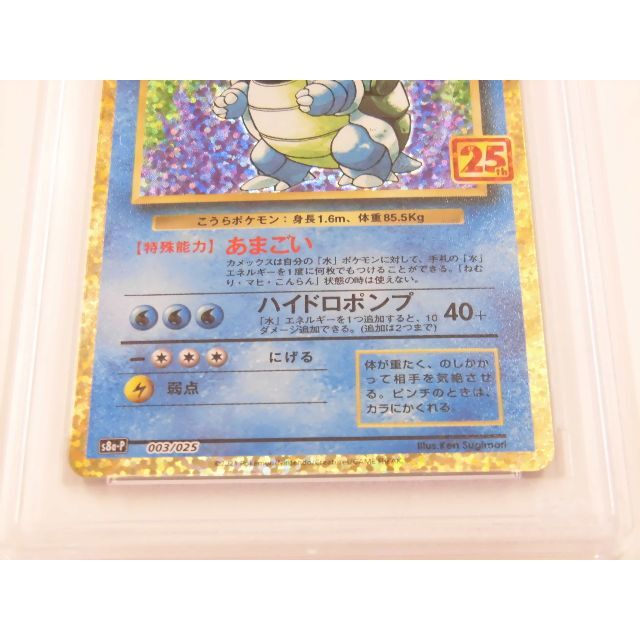 25th
こうらポケモン：身長1.6m、体重85.5Kg
【特殊能力】あまごい
カメックスは自分の「水」ポケモンに対して、手札の「水」
エネルギーを1度に何枚でもつけることができる。「ねむ
り・マヒ・こんらん」状態の時は使えない。
ハイドロポンプ 40+
「水」エネルギーを1つ追加すると、10
ダメージ追加できる。(追加は2つまで)
ー にげる
弱点
体が重たく、のしかか
って相手を気絶させ
る。ピンチのときは、
カラにかくれる。
s8a-P 003/025 Illus.Ken Sugimori
©2021 Pokémon/Nintendo/Creatures/GAME FREAK.